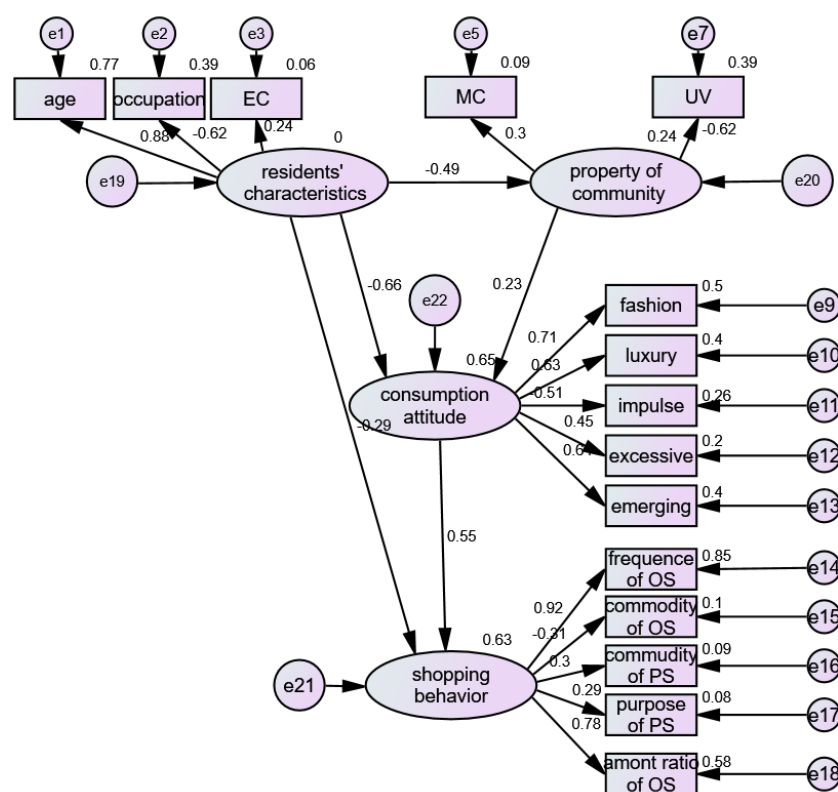 e1
e2
e3
e5
e7
0.77
0.39
0.06
0.09
0.39
age
occupation
EC
MC
UV
0.88
-0.62
0.24
0
0.3
0.24
-0.62
e19
residents'
characteristics
-0.49
property of
community
e20
-0.66
0.23
e22
0.5
fashion
e9
0.71
0.4
luxury
e10
0.65
0.63
consumption
attitude
-0.51
0.26
impulse
e11
-0.29
0.45
0.2
excessive
e12
0.4
emerging
e13
0.55
frequence
of OS
0.85
e14
0.92
commodity
of OS
0.1
e15
0.63
-0.31
0.3
commudity
of PS
0.09
e16
e21
shopping
behavior
0.29
purpose
of PS
0.08
e17
0.78
amont ratio
of OS
0.58
e18